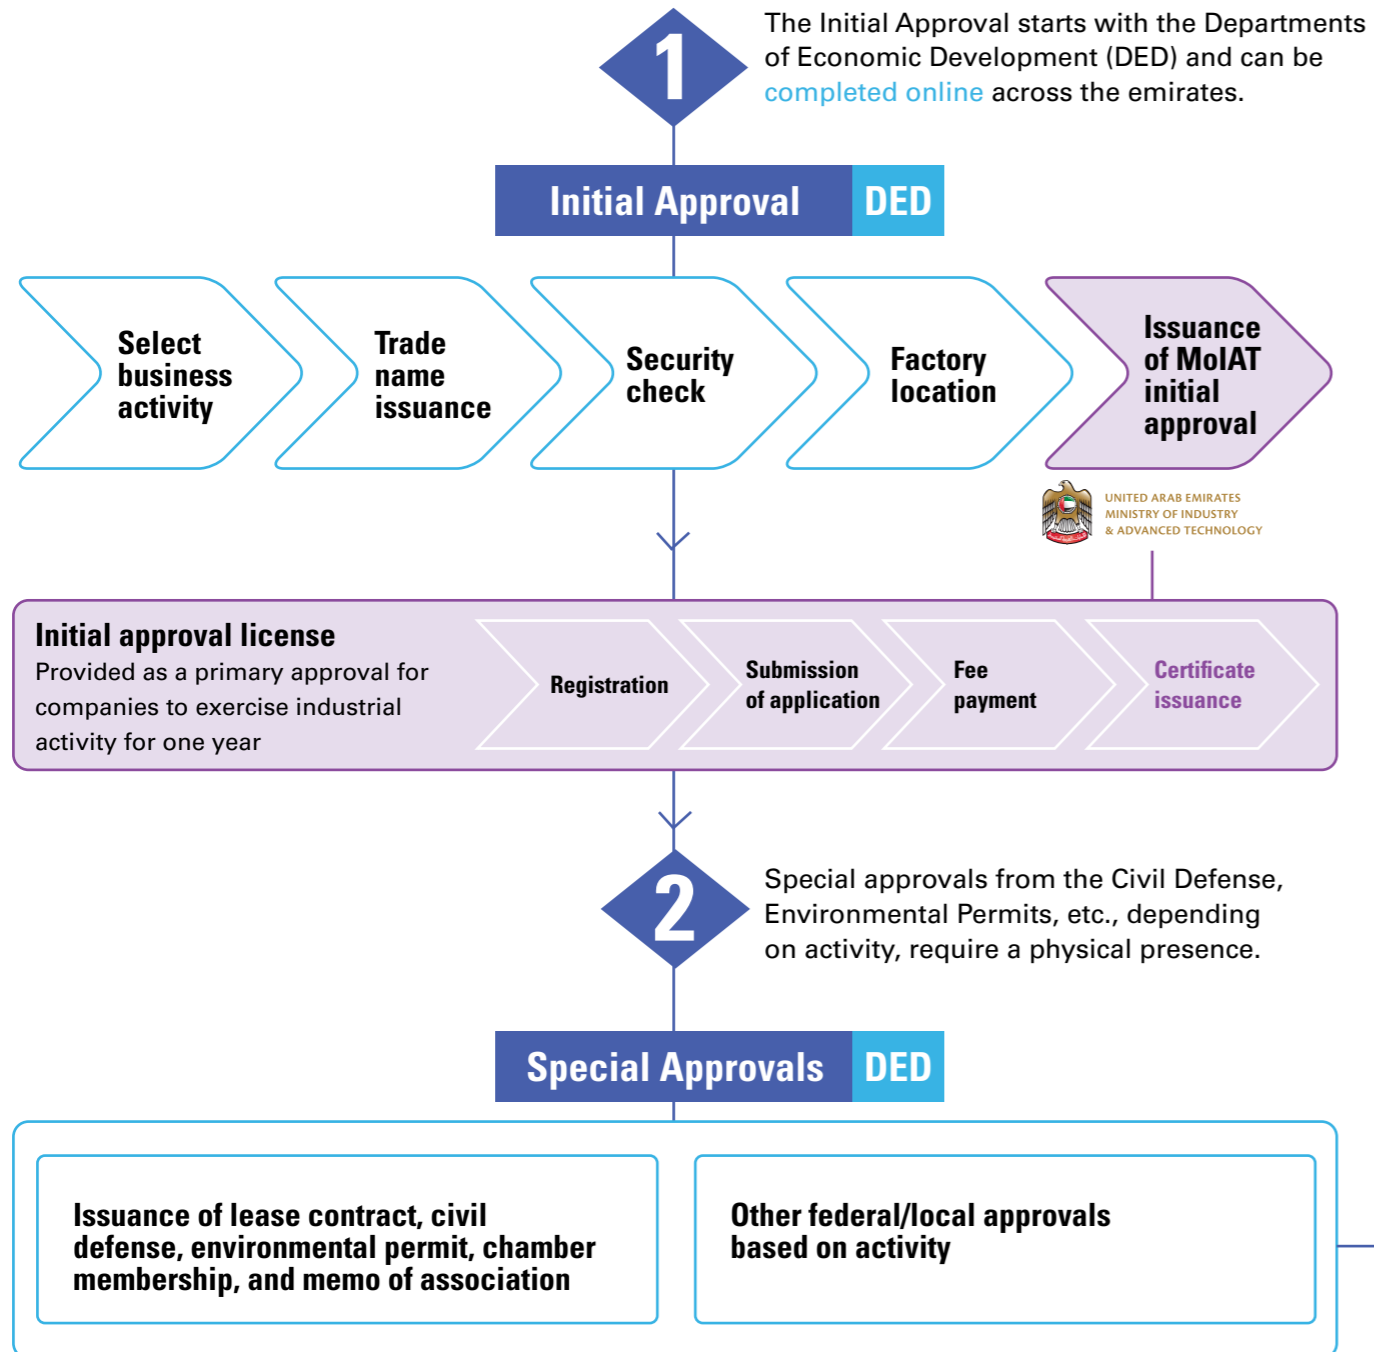 1
The Initial Approval starts with the Departments
of Economic Development (DED) and can be
completed online across the emirates.
Initial Approval DED
Select
business
activity
Trade
name
issuance
Security
check
Factory
location
Issuance
of MoIAT
initial
approval
UNITED ARAB EMIRATES
MINISTRY OF INDUSTRY
& ADVANCED TECHNOLOGY
Initial approval license
Provided as a primary approval for
companies to exercise industrial
activity for one year
Registration
Submission
of application
Fee
payment
Certificate
issuance
2
Special approvals from the Civil Defense,
Environmental Permits, etc., depending
on activity, require a physical presence.
Special Approvals DED
Issuance of lease contract, civil
defense, environmental permit, chamber
membership, and memo of association
Other federal/local approvals
based on activity